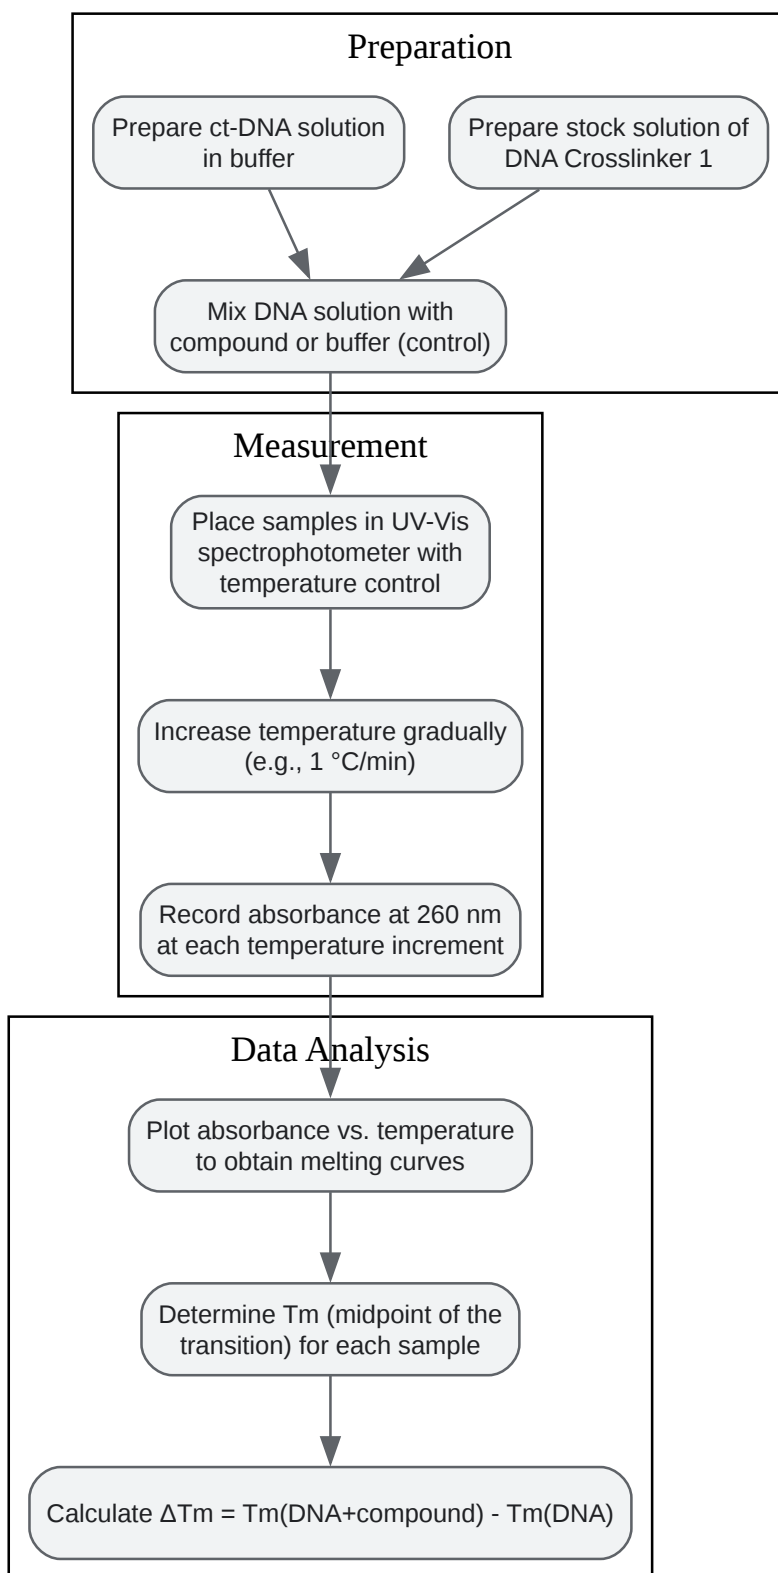 Preparation
Prepare ct-DNA solution
in buffer
Prepare stock solution of
DNA Crosslinker 1
Mix DNA solution with
compound or buffer (control)
Measurement
Place samples in UV-Vis
spectrophotometer with
temperature control
Increase temperature gradually
(e.g., 1 °C/min)
Record absorbance at 260 nm
at each temperature increment
Data Analysis
Plot absorbance vs. temperature
to obtain melting curves
Determine Tm (midpoint of the
transition) for each sample
Calculate ΔTm = Tm(DNA+compound) - Tm(DNA)